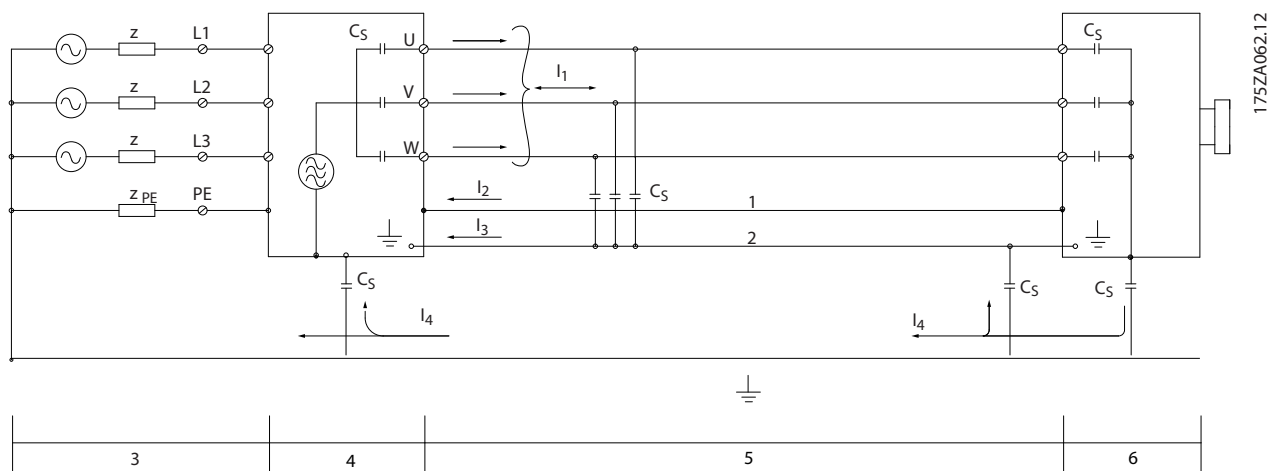 z L1
z L2
z L3
z PE PE
CS U
V
W
I1
I2
I3
CS
1
2
CS
I4
CS
CS
I4
CS
3 4 5 6
175ZA062.12